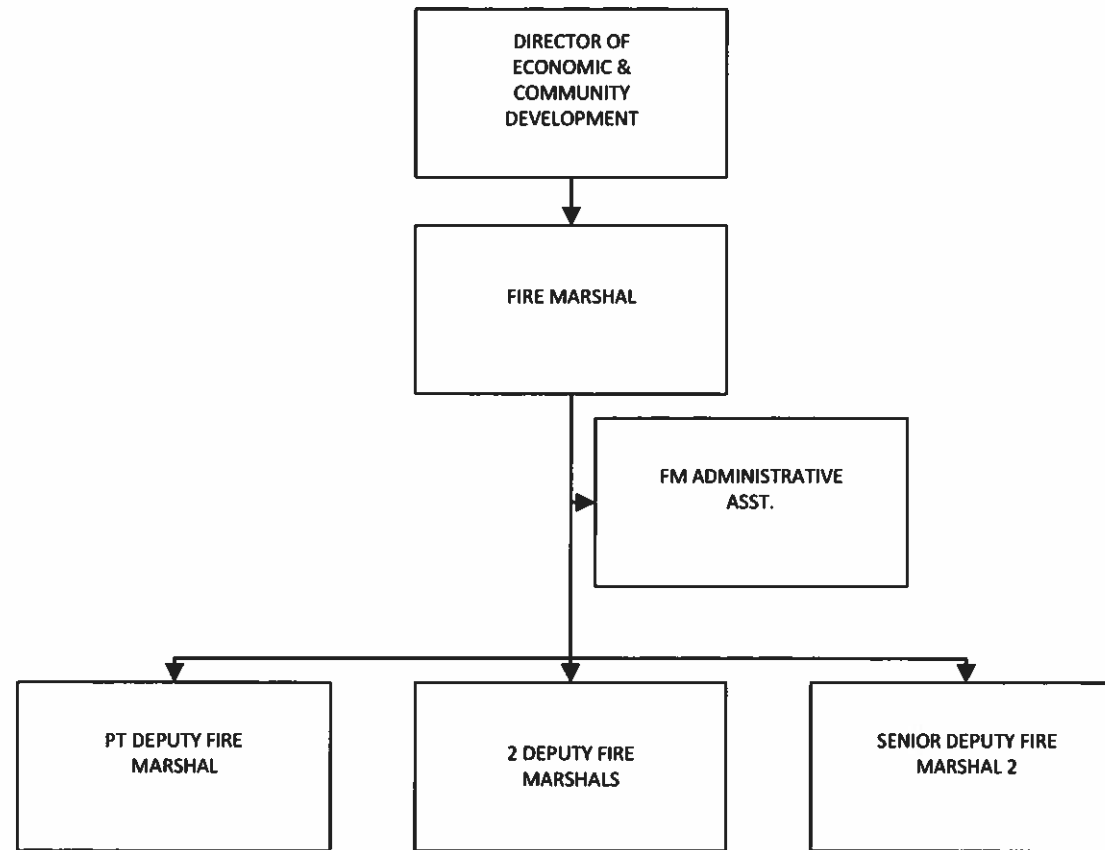 DIRECTOR OF
ECONOMIC &
COMMUNITY
DEVELOPMENT
FIRE MARSHAL
FM ADMINISTRATIVE
ASST.
PT DEPUTY FIRE
MARSHAL
2 DEPUTY FIRE
MARSHALS
SENIOR DEPUTY FIRE
MARSHAL 2